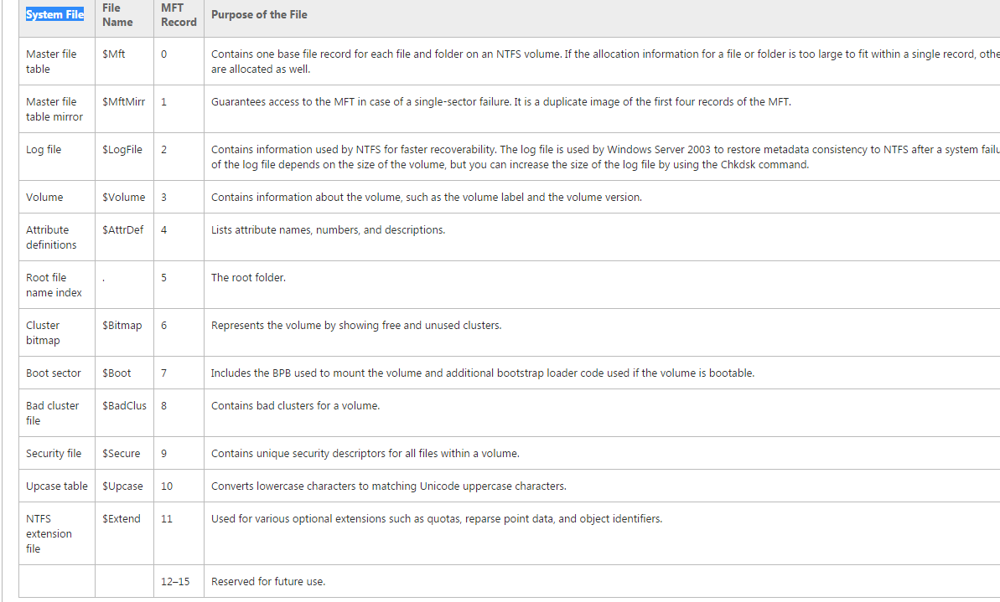 System File File Name MFT Record Purpose of the File
Master file table $Mft 0 Contains one base file record for each file and folder on an NTFS volume. If the allocation information for a file or folder is too large to fit within a single record,
are allocated as well.
Master file table mirror $MftMirr 1 Guarantees access to the MFT in case of a single-sector failure. It is a duplicate image of the first four records of the MFT.
Log file $LogFile 2 Contains information used by NTFS for faster recoverability. The log file is used by Windows Server 2003 to restore metadata consistency to NTFS after a system
of the log file depends on the size of the volume, but you can increase the size of the log file by using the Chkdsk command.
Volume $Volume 3 Contains information about the volume, such as the volume label and the volume version.
Attribute definitions $AttrDef 4 Lists attribute names, numbers, and descriptions.
Root file name index . 5 The root folder.
Cluster bitmap $Bitmap 6 Represents the volume by showing free and unused clusters.
Boot sector $Boot 7 Includes the BPB used to mount the volume and additional bootstrap loader code used if the volume is bootable.
Bad cluster file $BadClus 8 Contains bad clusters for a volume.
Security file $Secure 9 Contains unique security descriptors for all files within a volume.
Upcase table $Upcase 10 Converts lowercase characters to matching Unicode uppercase characters.
NTFS extension file $Extend 11 Used for various optional extensions such as quotas, reparse point data, and object identifiers.
12–15 Reserved for future use.